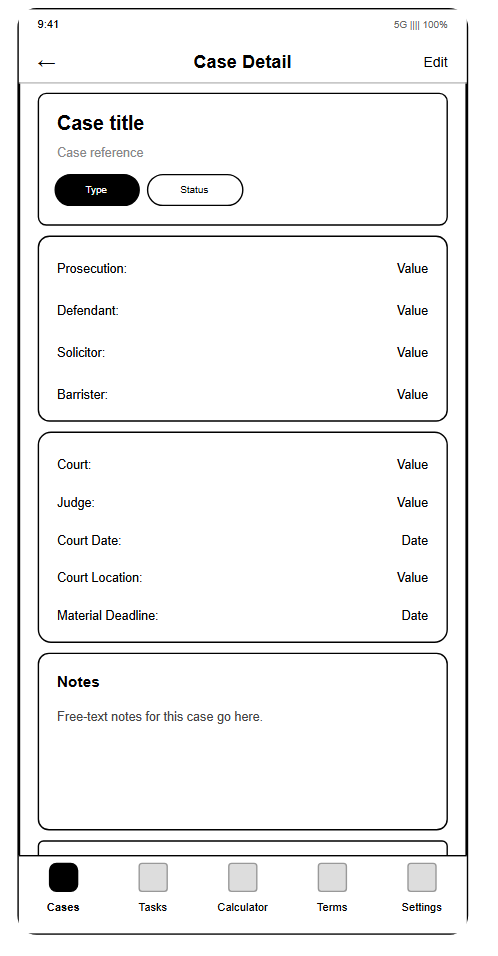 9:41 5G |||| 100%
← Case Detail Edit
Case title
Case reference
Type Status
Prosecution: Value
Defendant: Value
Solicitor: Value
Barrister: Value
Court: Value
Judge: Value
Court Date: Date
Court Location: Value
Material Deadline: Date
Notes
Free-text notes for this case go here.
Cases Tasks Calculator Terms Settings